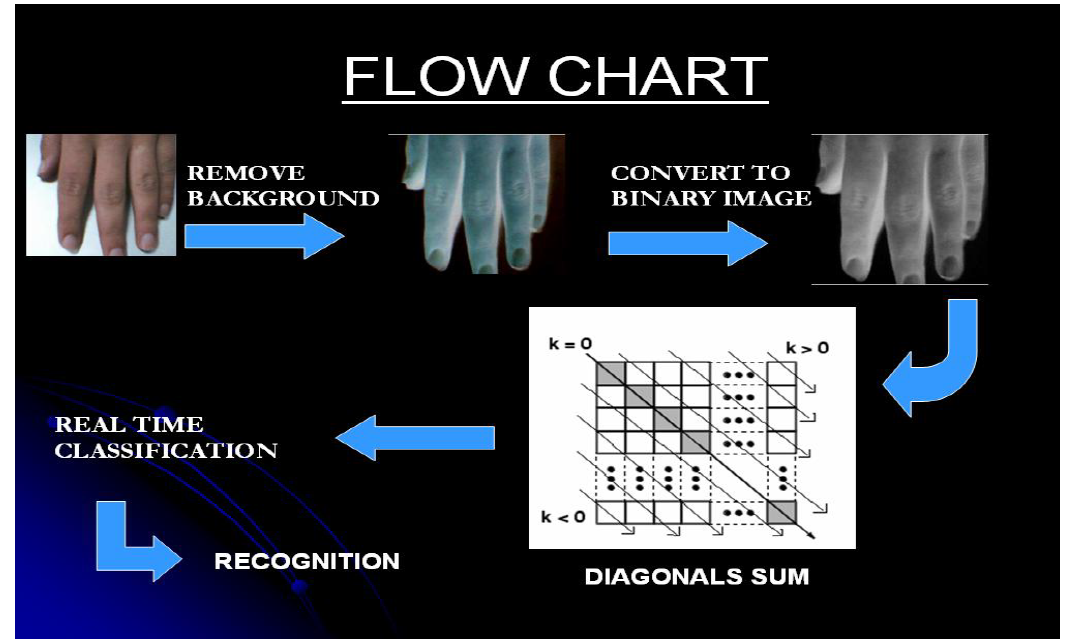 FLOW CHART
REMOVE
BACKGROUND
CONVERT TO
BINARY IMAGE
k = 0
k > 0
k < 0
DIAGONALS SUM
REAL TIME
CLASSIFICATION
RECOGNITION